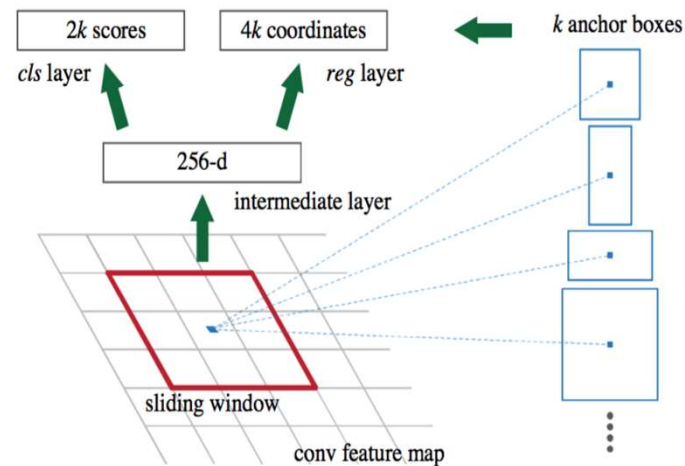 2k scores
4k coordinates
k anchor boxes
cls layer
reg layer
256-d
intermediate layer
sliding window
conv feature map